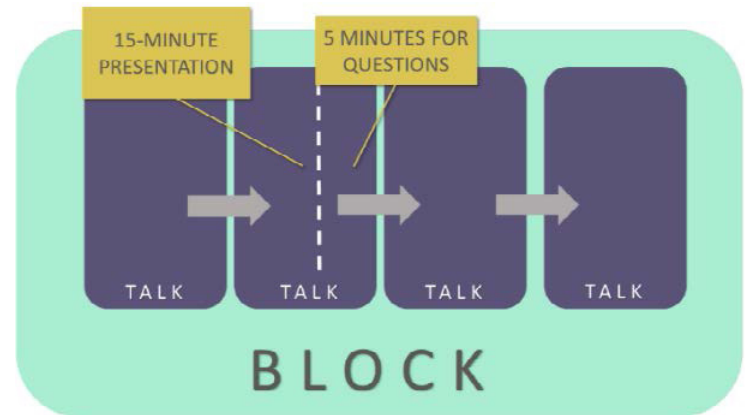 15-MINUTE
PRESENTATION
5 MINUTES FOR
QUESTIONS
TALK
TALK
TALK
TALK
BLOCK